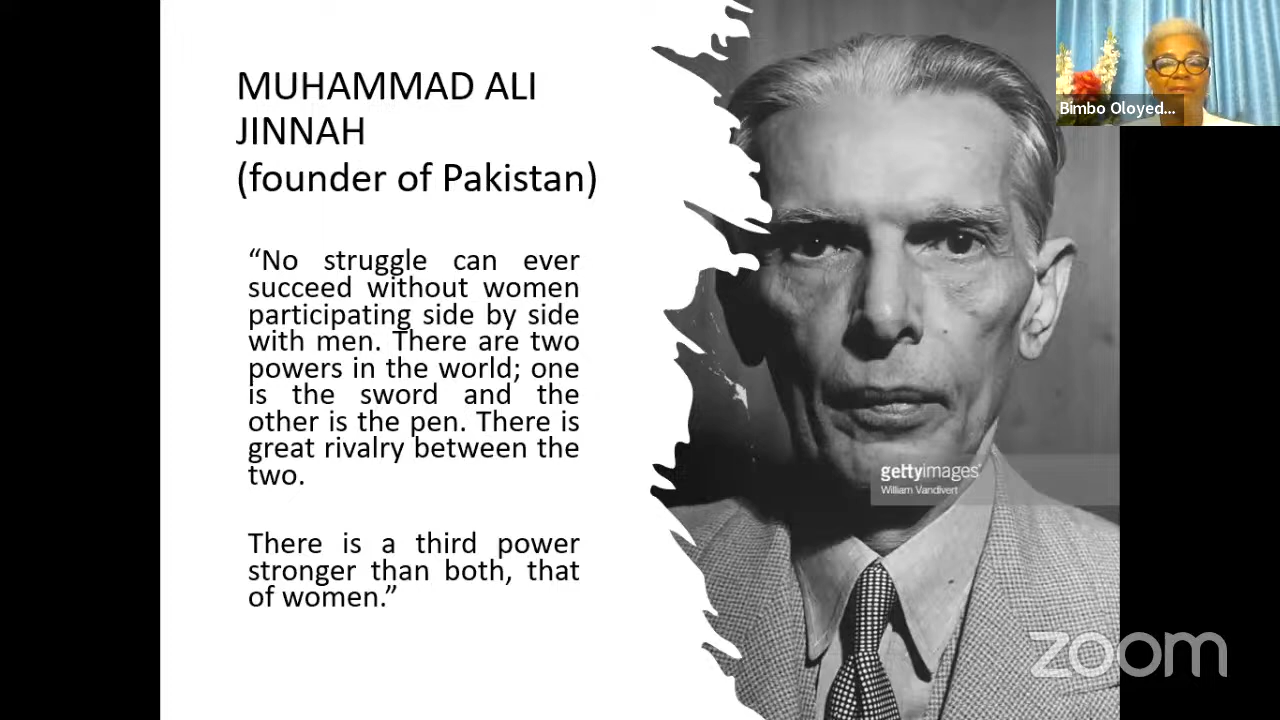 MUHAMMAD ALI
JINNAH
(founder of Pakistan)
“No struggle can ever
succeed without women
participating side by side
with men. There are two
powers in the world; one
is the sword and the
other is the pen. There is
great rivalry between the
two.
There is a third power
stronger than both, that
of women.”
Bimbo Oloyed...
gettyimages®
William Vandivert
zoom